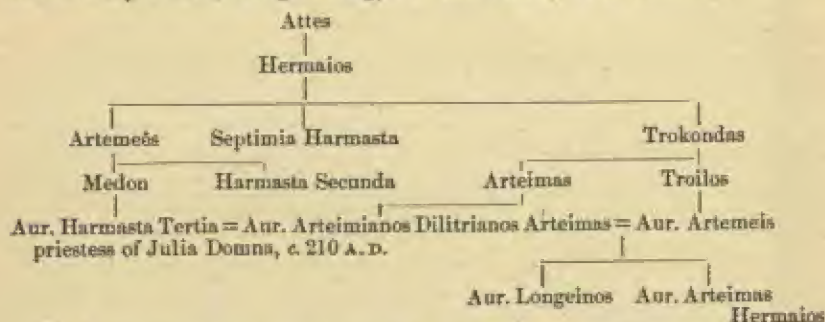 Attes
Hermaios
Artemeês Septimia Harmasta Trokondas
Medon Harmasta Secunda Arteimas Troilos
Aur. Harmasta Tertia = Aur. Arteimianos Dilitrianos Arteimas = Aur. Artemeis
priestess of Julia Domna, c. 210 A.D.
Aur. Longeinos Aur. Arteimas
Hermaios